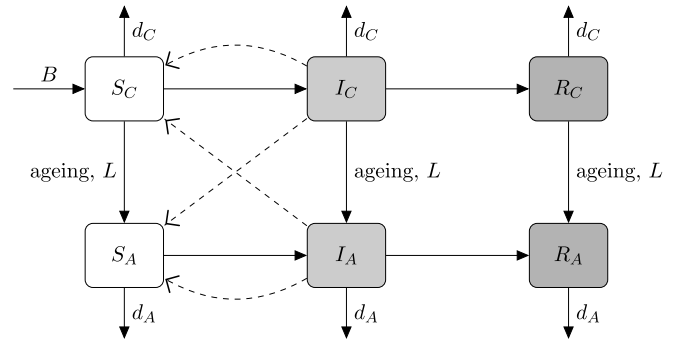 d_C d_C d_C
B S_C I_C R_C
ageing, L ageing, L ageing, L
S_A I_A R_A
d_A d_A d_A